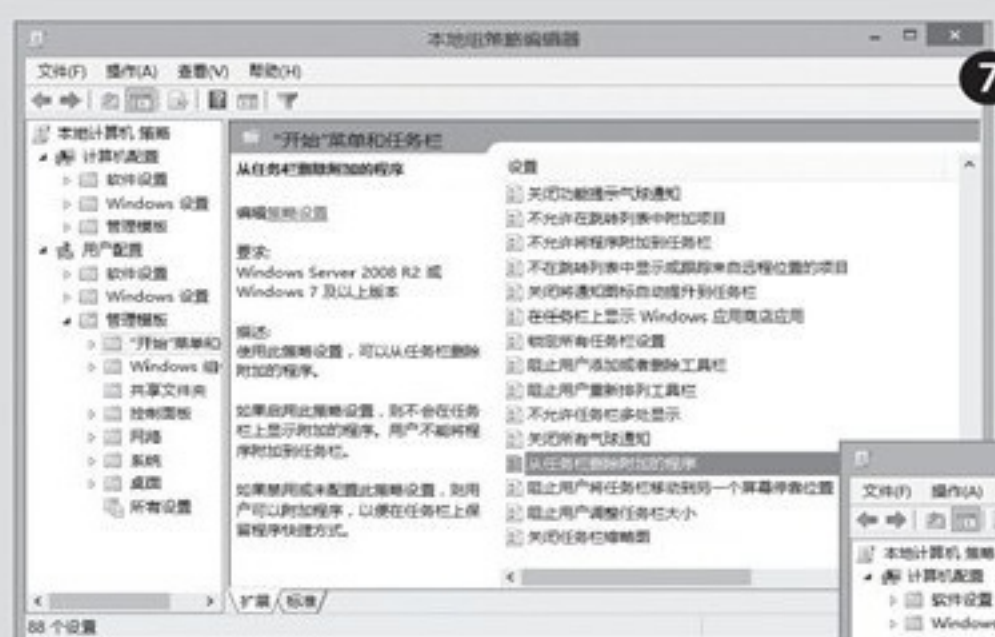 本地组策略编辑器
文件(F) 操作(A) 查看(V) 帮助(H)
7
本地计算机 策略
计算机配置
软件设置
Windows 设置
管理模板
用户配置
软件设置
Windows 设置
管理模板
"开始"菜单和
Windows 组
共享文件夹
控制面板
网络
系统
桌面
所有设置
"开始"菜单和任务栏
从任务栏删除附加的程序
编辑策略设置
要求:
Windows Server 2008 R2 或
Windows 7 及以上版本
描述:
使用此策略设置，可以从任务栏删除
附加的程序。
如果启用此策略设置，则不会在任务
栏上显示附加的程序。用户不能将程
序附加到任务栏。
如果禁用或未配置此策略设置，则用
户可以附加程序，以便在任务栏上保
留程序快捷方式。
设置
关闭功能提示气球通知
不允许在跳转列表中附加项目
不允许将程序附加到任务栏
不在跳转列表中显示或跟踪来自远程位置的项目
关闭将通知图标自动提升到任务栏
在任务栏上显示 Windows 应用商店应用
锁定所有任务栏设置
阻止用户添加或者删除工具栏
阻止用户重新排列工具栏
不允许任务栏多处显示
关闭所有气球通知
从任务栏删除附加的程序
阻止用户将任务栏移动到另一个屏幕停靠位置
阻止用户调整任务栏大小
关闭任务栏缩略图
扩展 标准
88 个设置
文件(F) 操作(A)
本地计算机 策略
计算机配置
软件设置
Windows